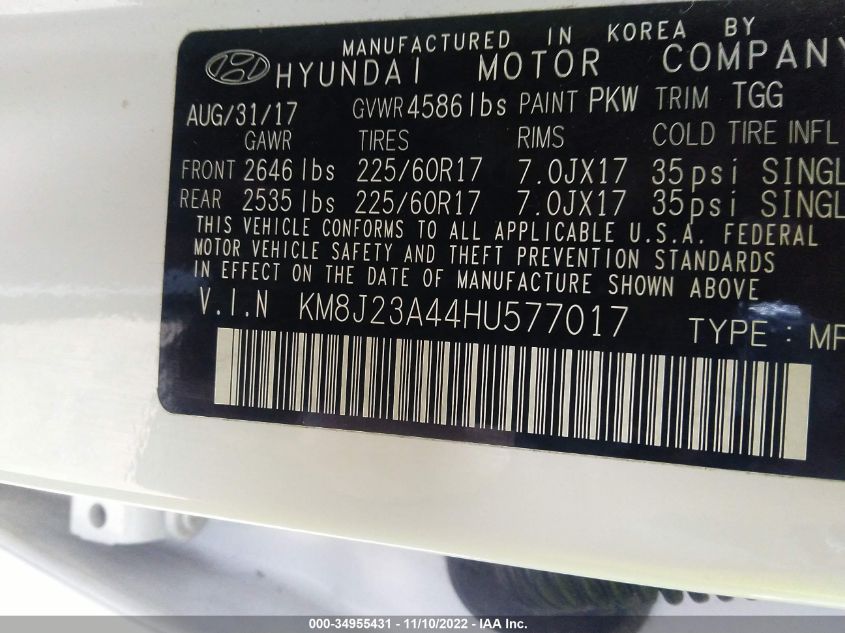 MANUFACTURED IN KOREA BY
HYUNDAI MOTOR COMPANY
AUG/31/17 GVWR 4586 lbs PAINT PKW TRIM TGG
GAWR TIRES RIMS COLD TIRE INFL
FRONT 2646 lbs 225/60R17 7.0JX17 35psi SINGL
REAR 2535 lbs 225/60R17 7.0JX17 35psi SINGL
THIS VEHICLE CONFORMS TO ALL APPLICABLE U.S.A. FEDERAL
MOTOR VEHICLE SAFETY AND THEFT PREVENTION STANDARDS
IN EFFECT ON THE DATE OF MANUFACTURE SHOWN ABOVE
V.I.N KM8J23A44HU577017 TYPE : MP
000-34955431 - 11/10/2022 - IAA Inc.